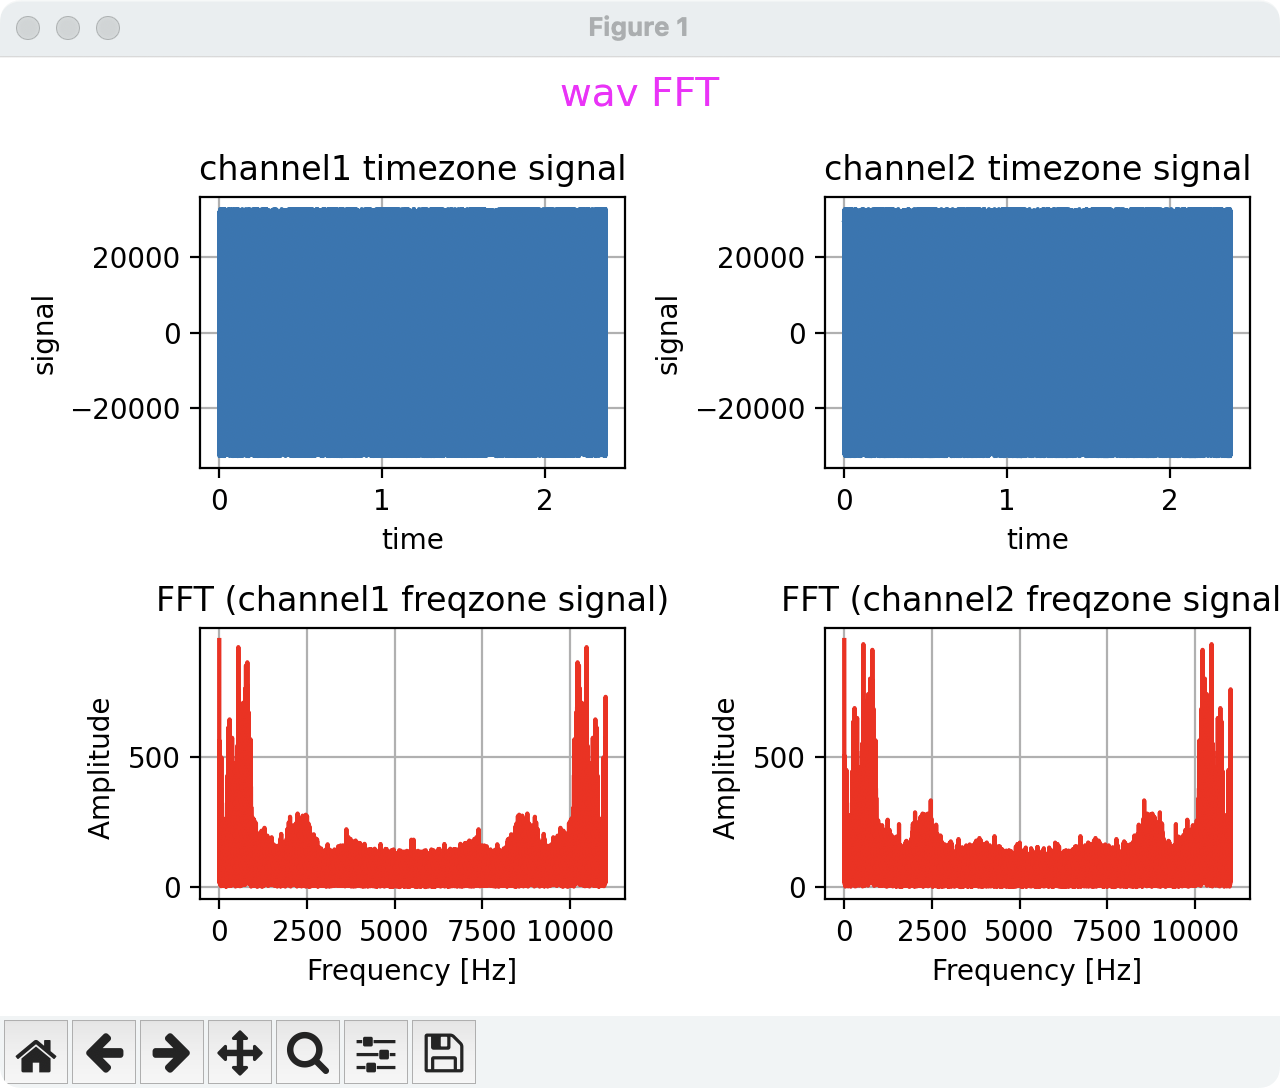 Figure 1
wav FFT
channel1 timezone signal
channel2 timezone signal
20000
0
−20000
signal
0 1 2
time
20000
0
−20000
signal
0 1 2
time
FFT (channel1 freqzone signal)
FFT (channel2 freqzone signal
500
0
Amplitude
0 2500 5000 7500 10000
Frequency [Hz]
500
0
Amplitude
0 2500 5000 7500 10000
Frequency [Hz]